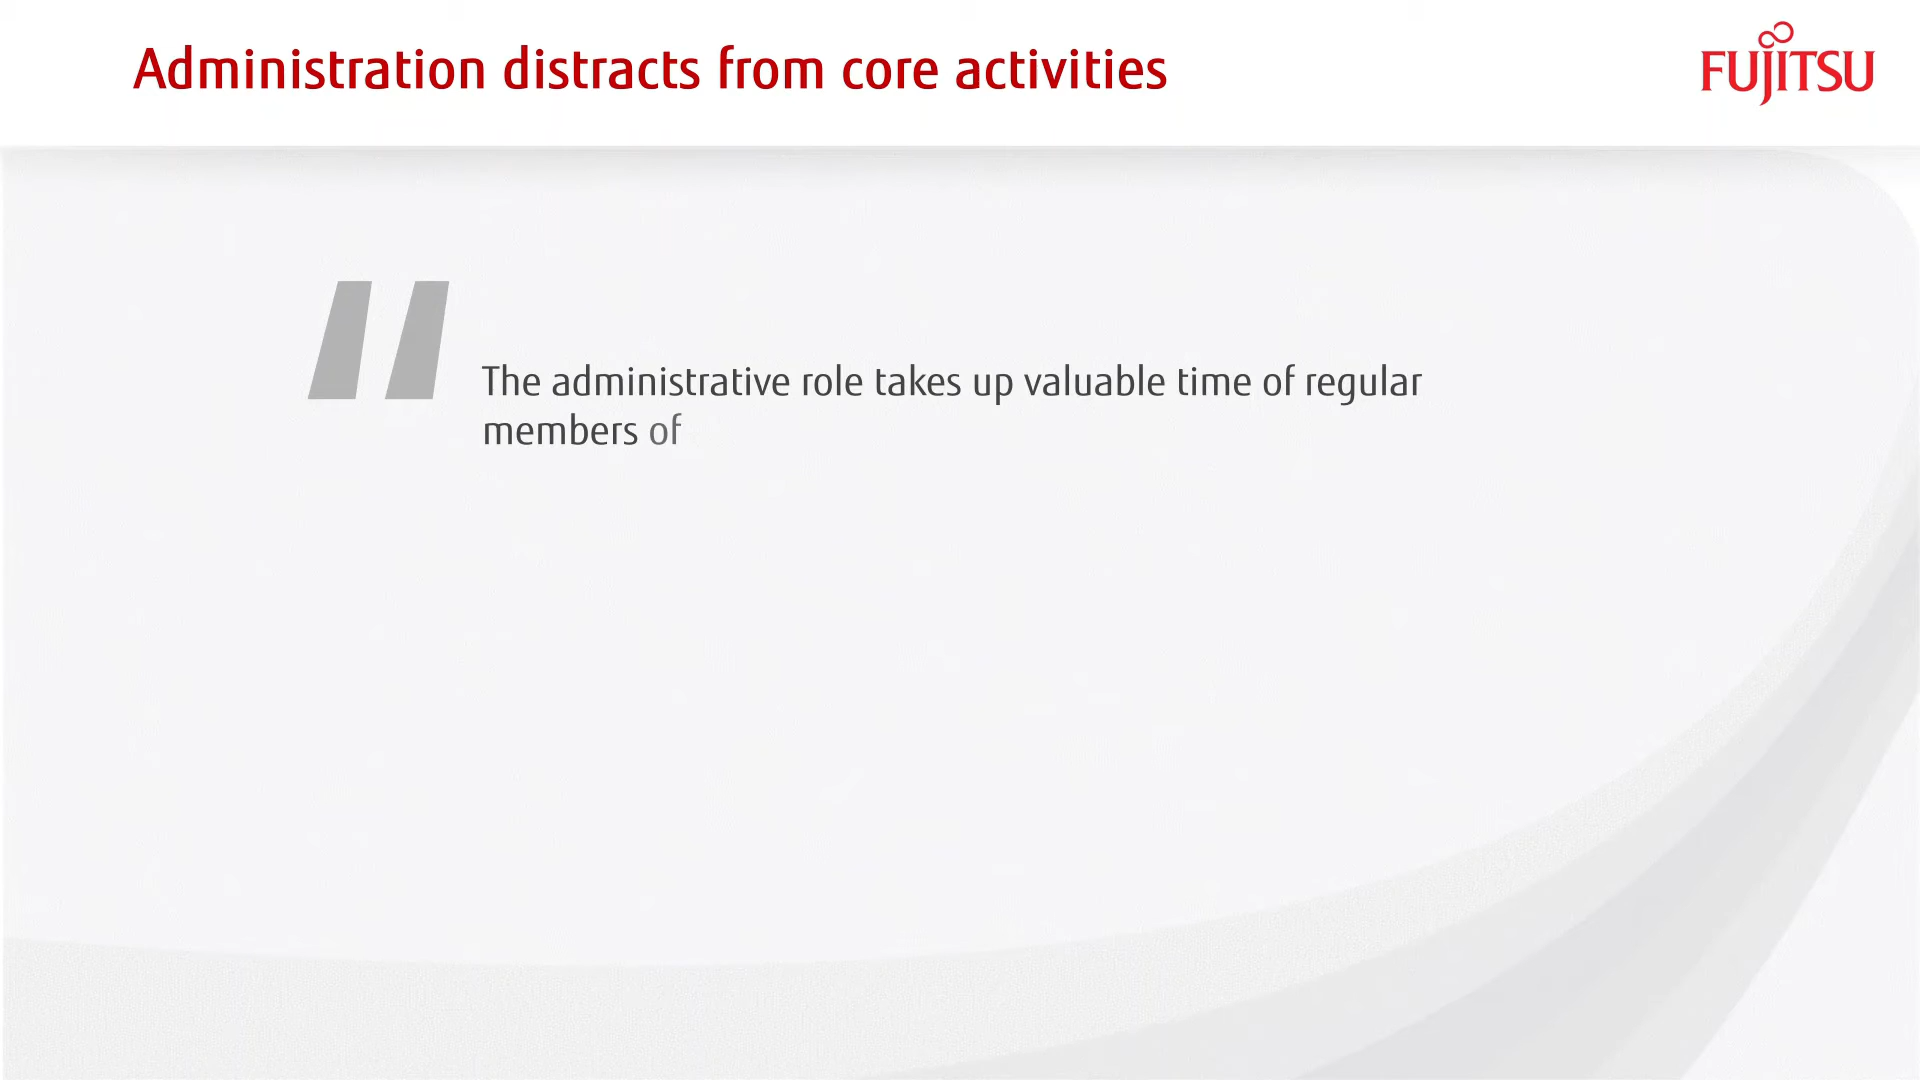 Administration distracts from core activities
FUJITSU
"
The administrative role takes up valuable time of regular
members of